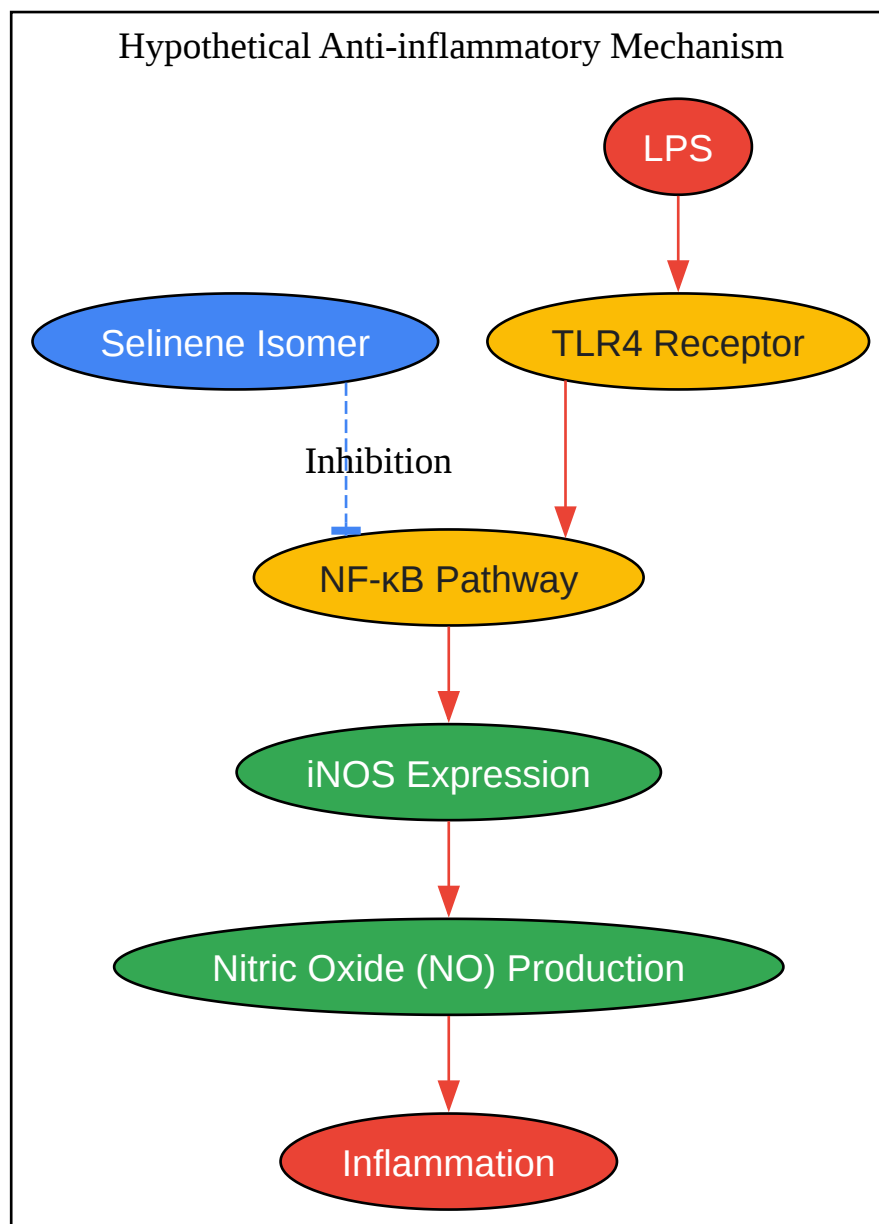 Hypothetical Anti-inflammatory Mechanism
LPS
Selinene Isomer
TLR4 Receptor
Inhibition
NF-κB Pathway
iNOS Expression
Nitric Oxide (NO) Production
Inflammation